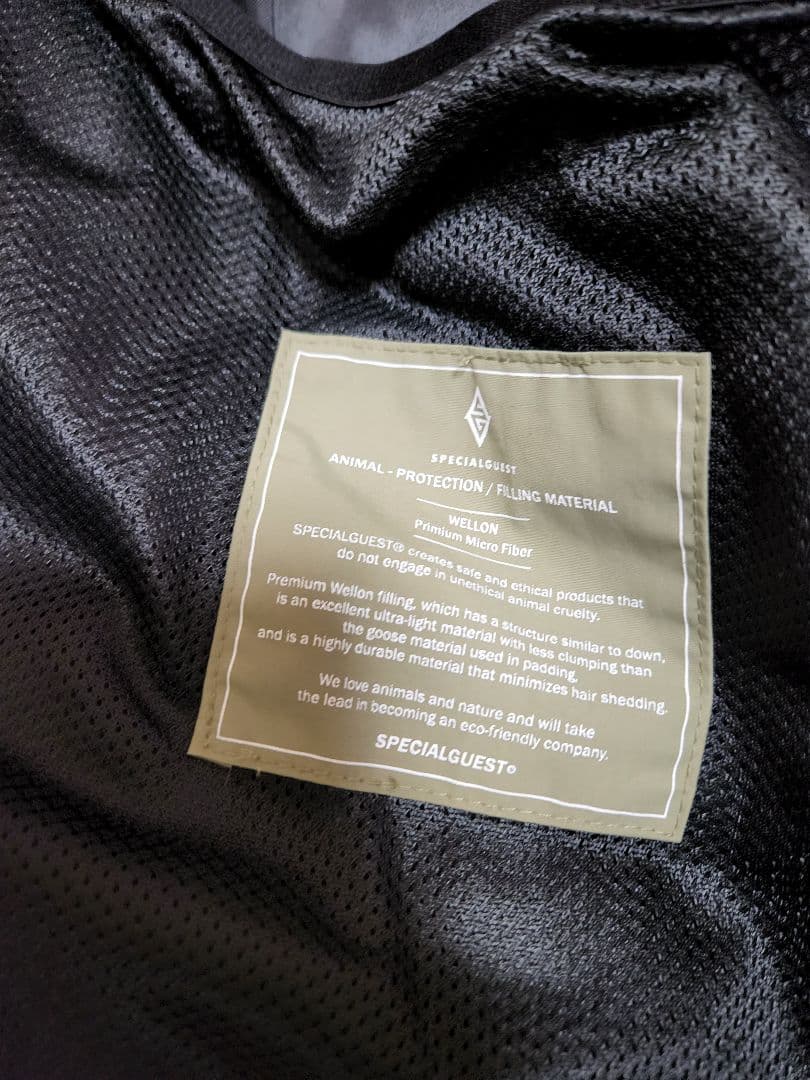 SPECIALGUEST
ANIMAL - PROTECTION / FILLING MATERIAL
WELLON
Primium Micro Fiber
SPECIALGUEST® creates safe and ethical products that
do not engage in unethical animal cruelty.
Premium Wellon filling, which has a structure similar to down,
is an excellent ultra-light material with less clumping than
the goose material used in padding,
and is a highly durable material that minimizes hair shedding.
We love animals and nature and will take
the lead in becoming an eco-friendly company.
SPECIALGUEST®